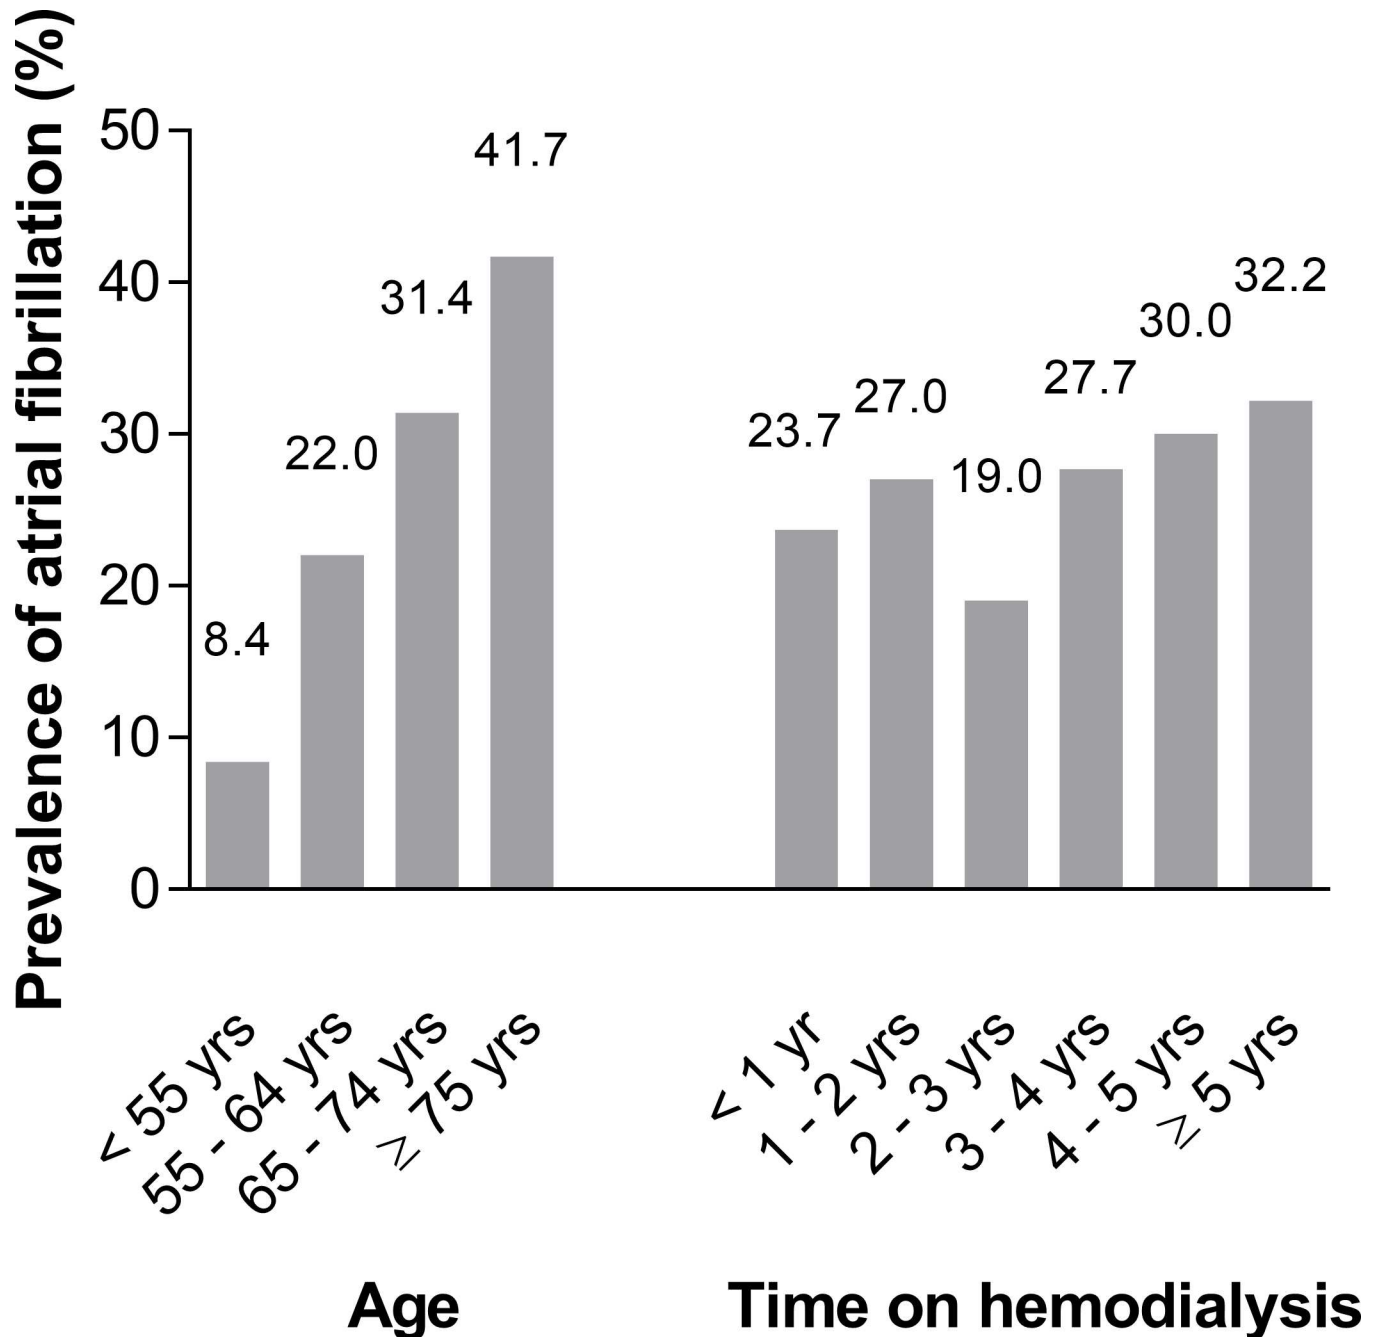 Prevalence of atrial fibrillation (%)
50
40
30
20
10
0
8.4
22.0
31.4
41.7
23.7
27.0
19.0
27.7
30.0
32.2
< 55 yrs
55 - 64 yrs
65 - 74 yrs
≥ 75 yrs
< 1 yr
1 - 2 yrs
2 - 3 yrs
3 - 4 yrs
4 - 5 yrs
≥ 5 yrs
Age
Time on hemodialysis